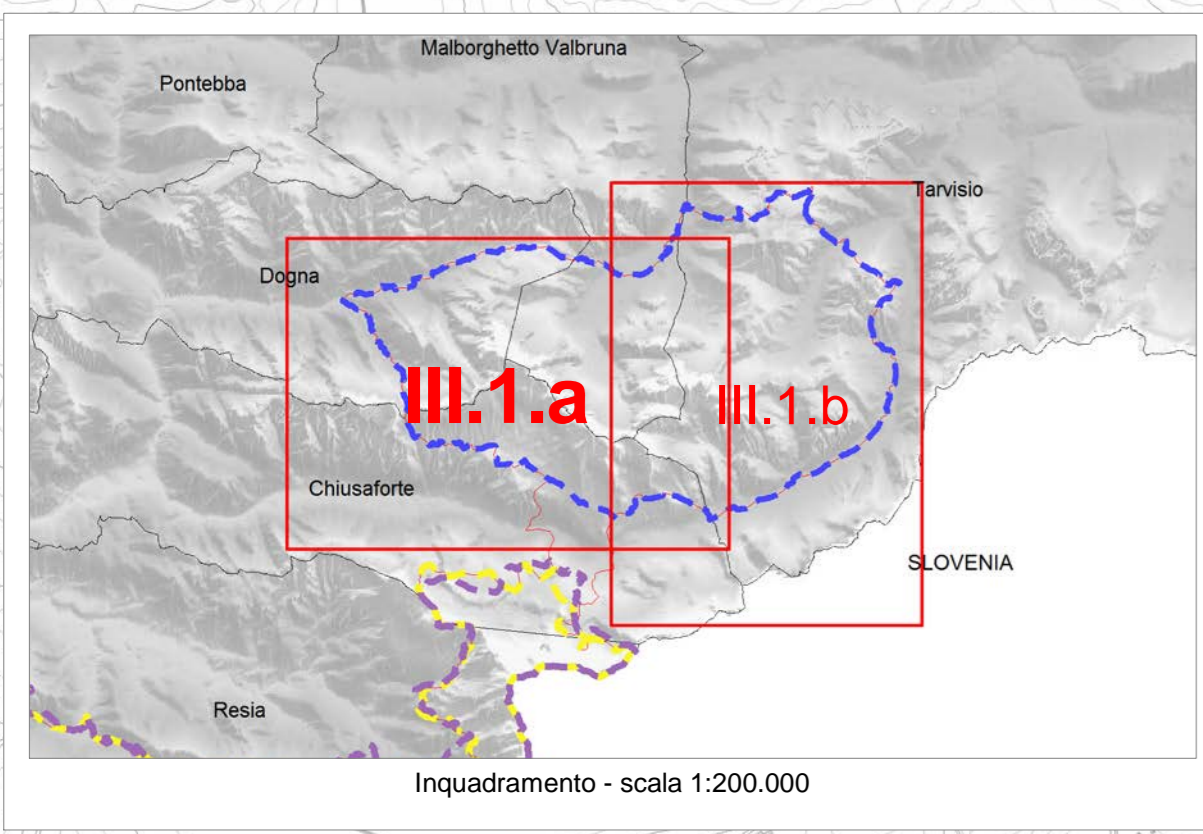 Malborghetto Valbruna
Pontebba
Tarvisio
Dogna
III.1.a
III.1.b
Chiusaforte
SLOVENIA
Resia
Inquadramento - scala 1:200.000